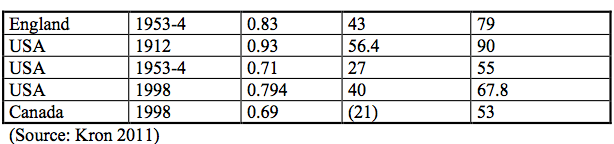 England 1953-4 0.83 43 79
USA 1912 0.93 56.4 90
USA 1953-4 0.71 27 55
USA 1998 0.794 40 67.8
Canada 1998 0.69 (21) 53
(Source: Kron 2011)